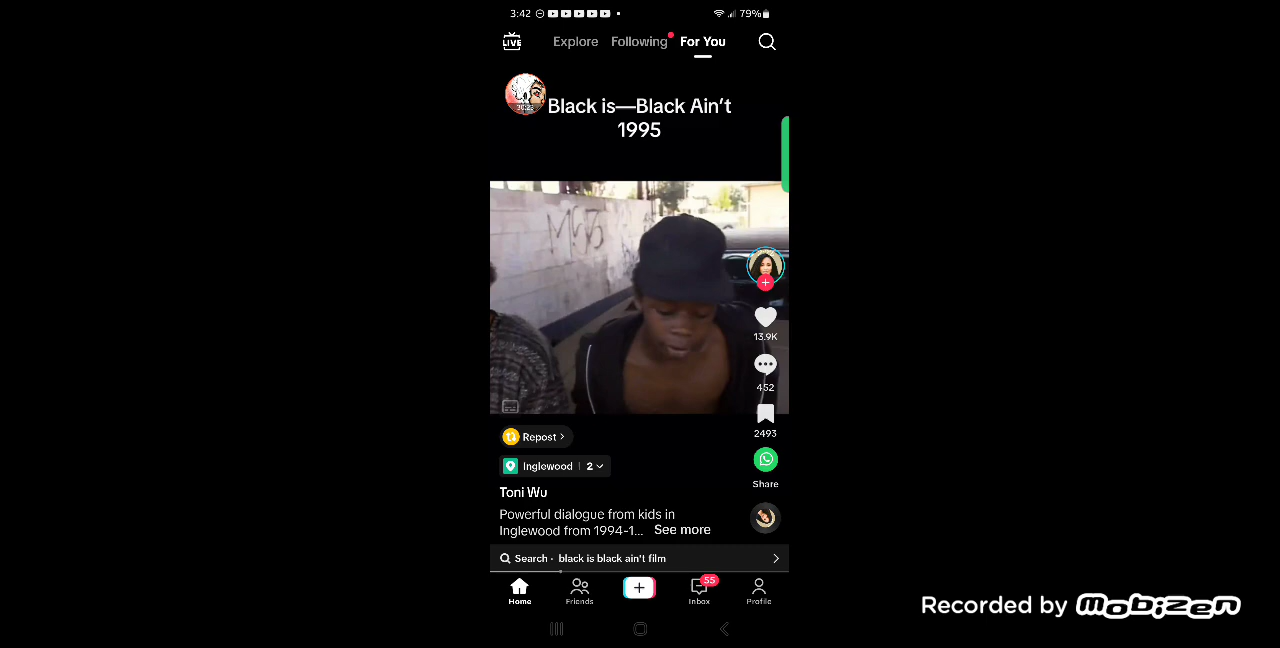 3:42
79%
LIVE
Explore Following For You
Black is—Black Ain't
1995
13.9K
452
2493
Repost >
Inglewood | 2
Share
Toni Wu
Powerful dialogue from kids in
Inglewood from 1994-1... See more
Search · black is black ain't film
55
Home Friends Inbox Profile
Recorded by mobizen